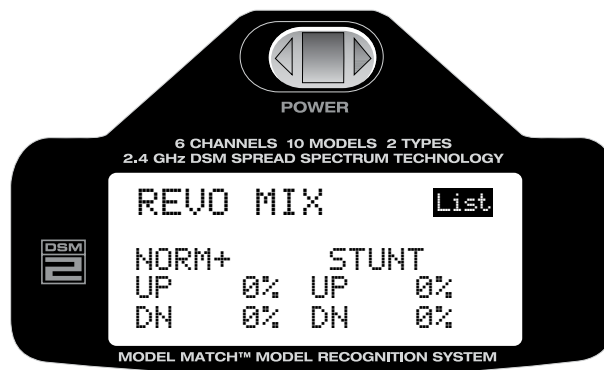 POWER
6 CHANNELS 10 MODELS 2 TYPES
2.4 GHz DSM SPREAD SPECTRUM TECHNOLOGY
REVO MIX List
DSM
2
NORM+ STUNT
UP 0% UP 0%
DN 0% DN 0%
MODEL MATCH™ MODEL RECOGNITION SYSTEM